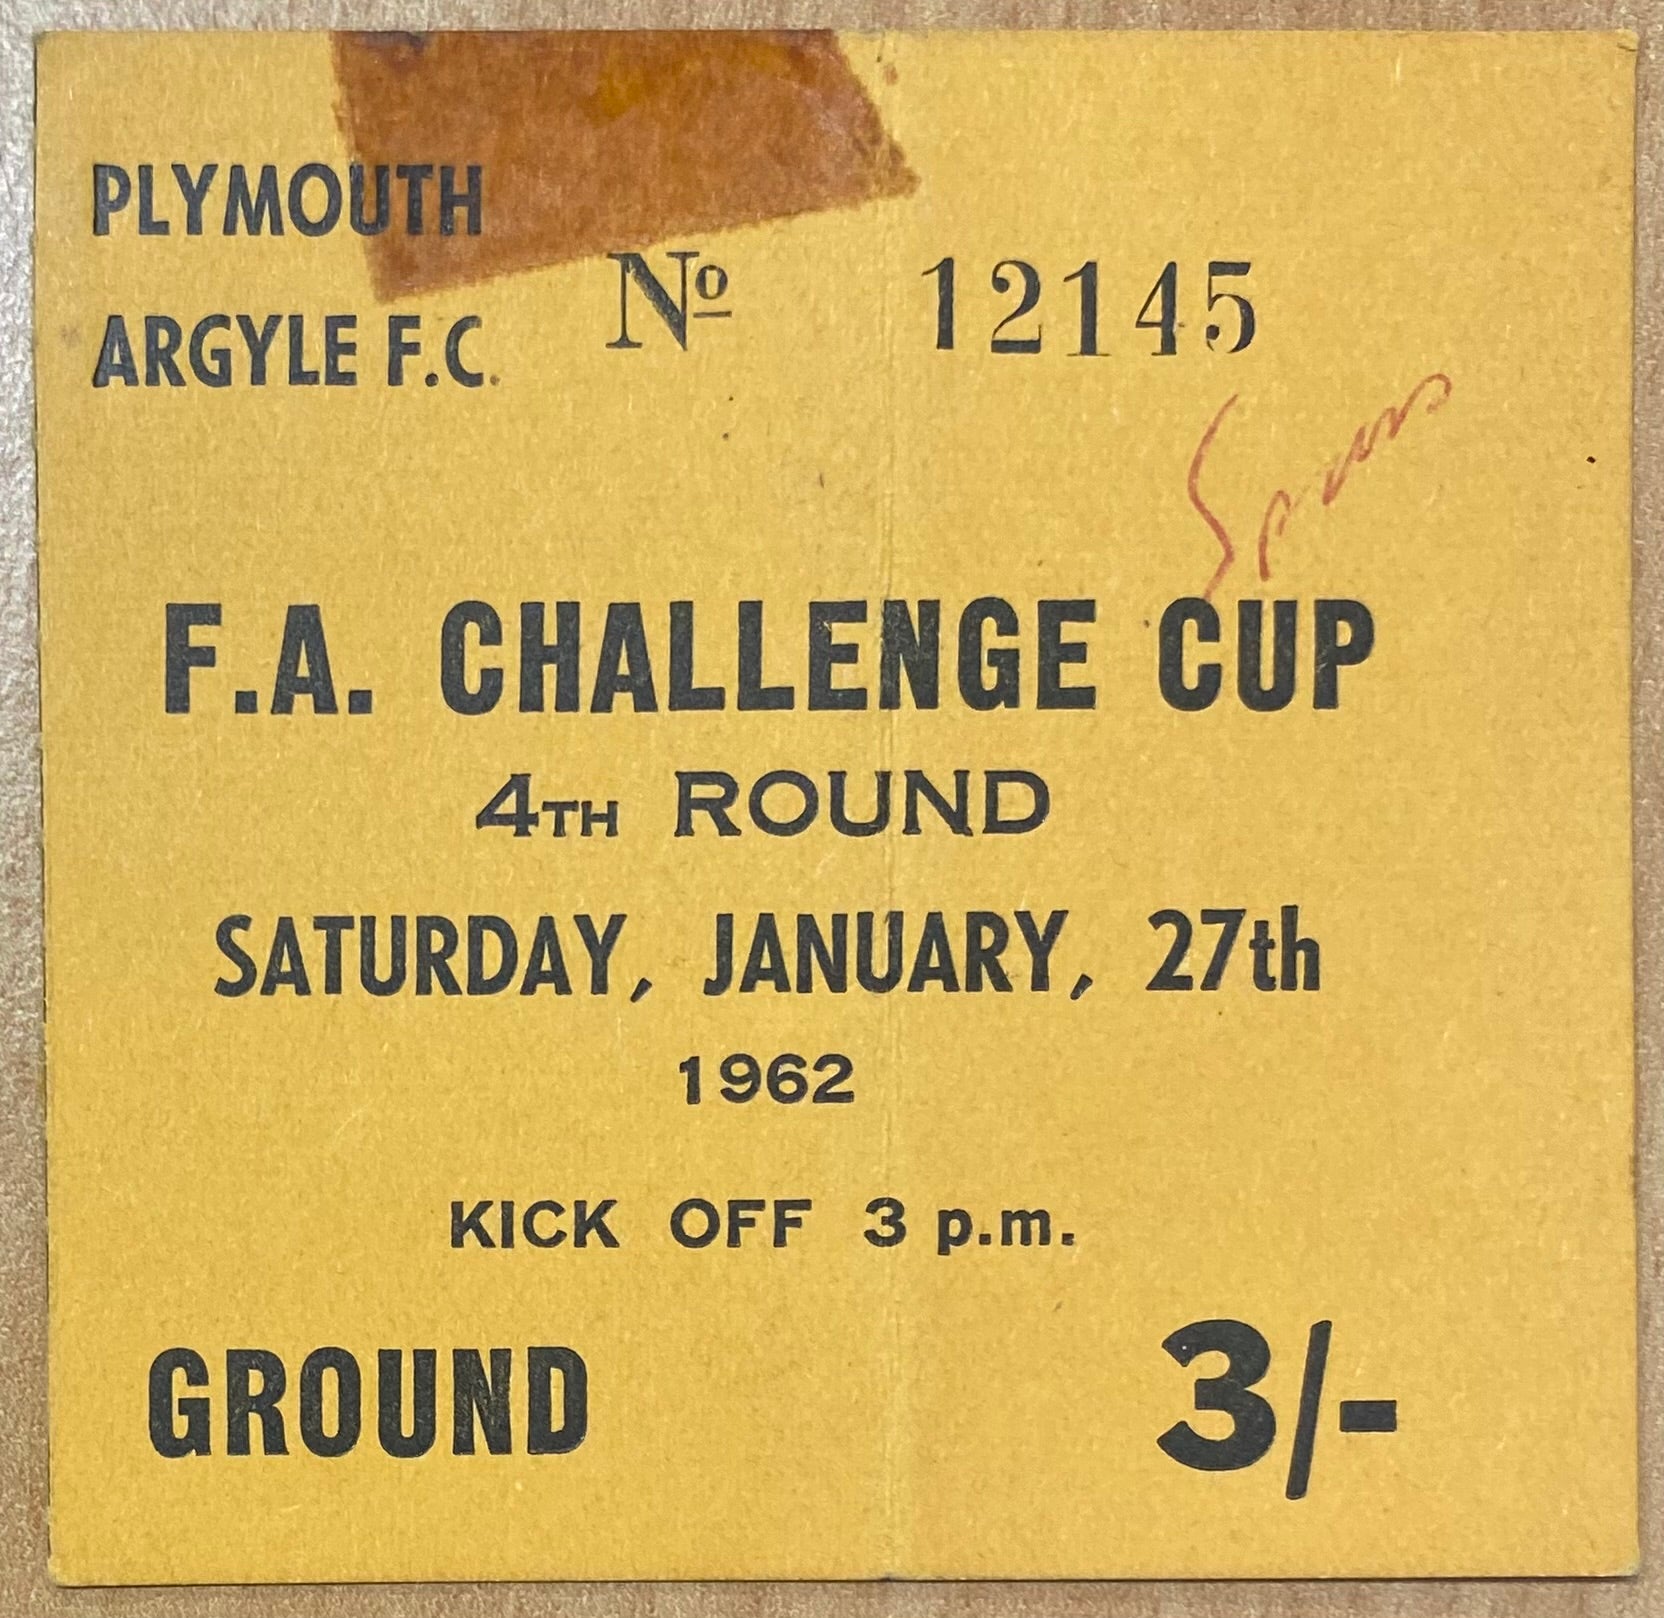 PLYMOUTH
ARGYLE F.C.
Nº 12145
Spurs
F.A. CHALLENGE CUP
4TH ROUND
SATURDAY, JANUARY, 27th
1962
KICK OFF 3 p.m.
GROUND 3/-